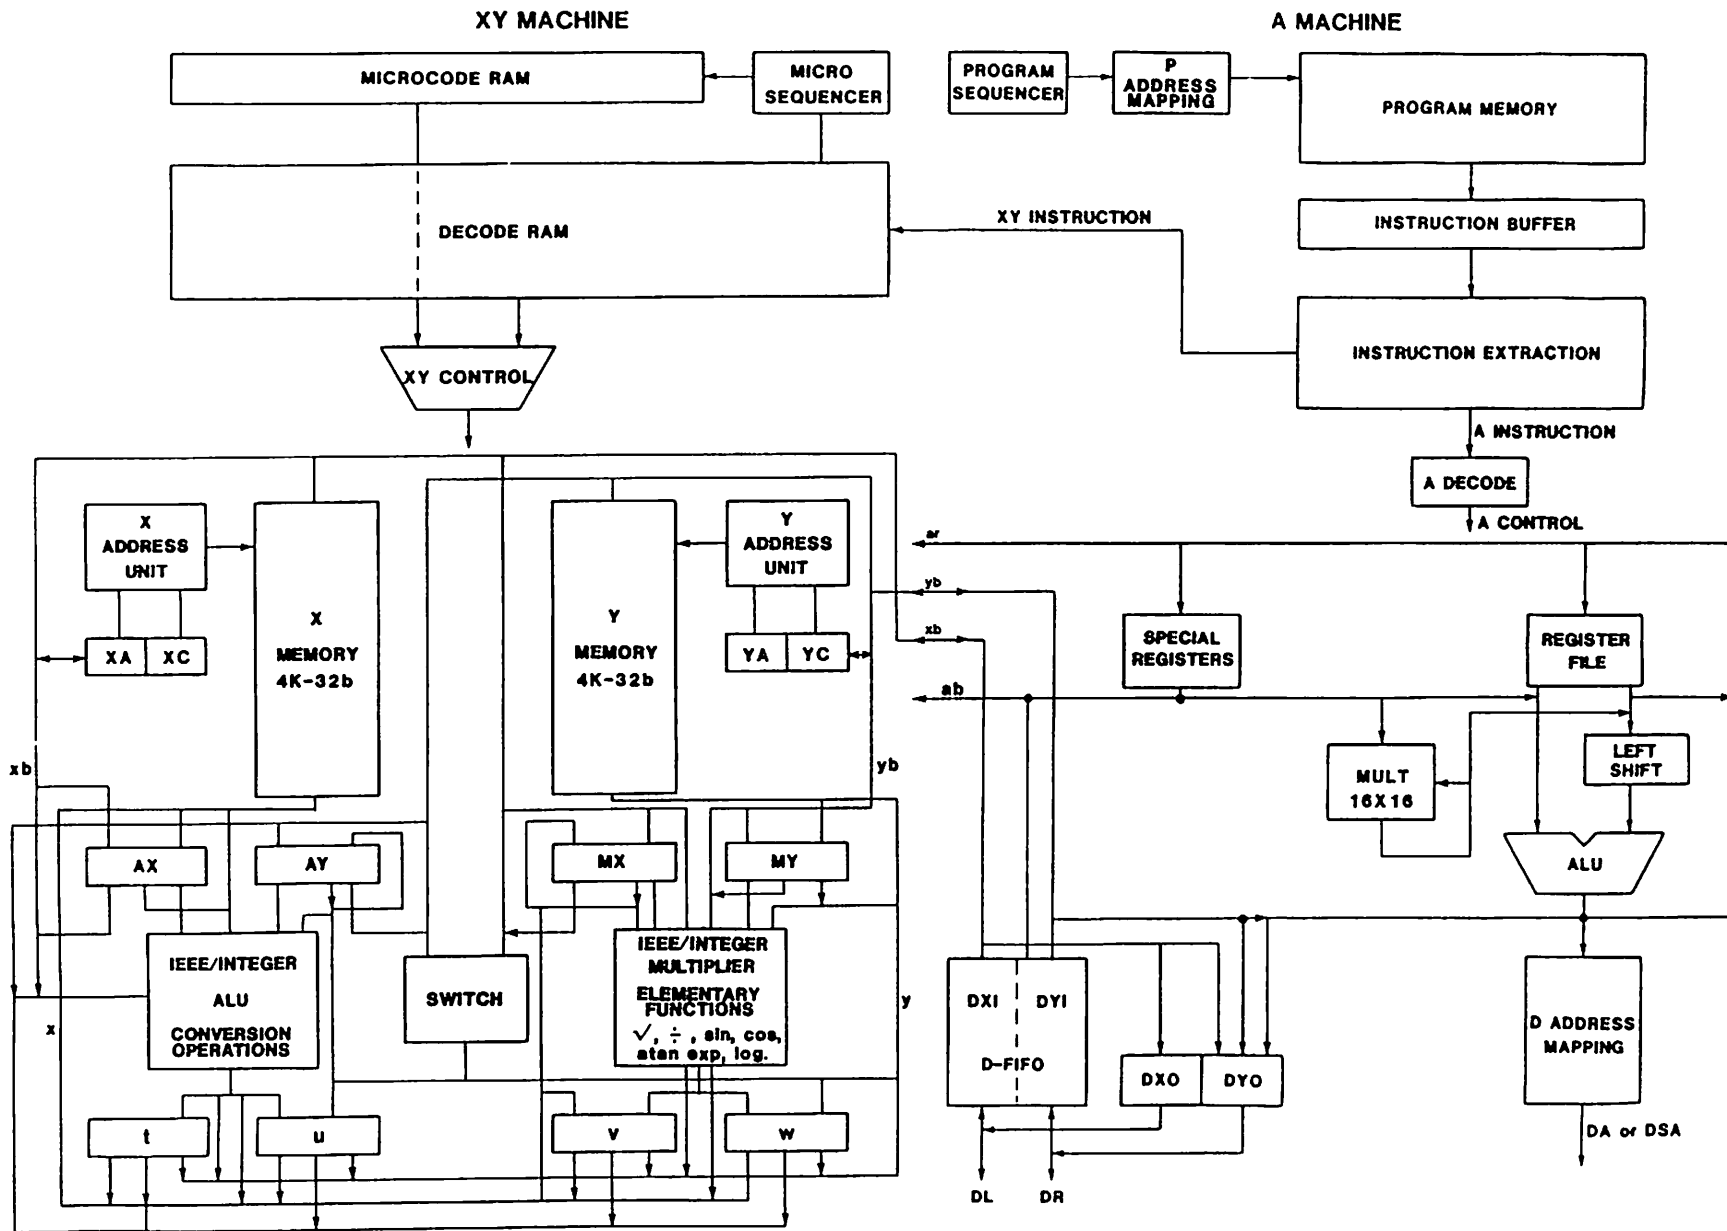 XY MACHINE
A MACHINE
MICROCODE RAM
MICRO
SEQUENCER
PROGRAM
SEQUENCER
P
ADDRESS
MAPPING
PROGRAM MEMORY
DECODE RAM
XY INSTRUCTION
INSTRUCTION BUFFER
INSTRUCTION EXTRACTION
XY CONTROL
A INSTRUCTION
A DECODE
A CONTROL
X
ADDRESS
UNIT
XA
XC
X
MEMORY
4K-32b
Y
MEMORY
4K-32b
Y
ADDRESS
UNIT
YA
YC
ar
yb
xb
ab
SPECIAL
REGISTERS
REGISTER
FILE
xb
yb
MULT
16X16
LEFT
SHIFT
ALU
AX
AY
MX
MY
IEEE/INTEGER
ALU
CONVERSION
OPERATIONS
SWITCH
IEEE/INTEGER
MULTIPLIER
ELEMENTARY
FUNCTIONS
√, ÷, sin, cos,
atan exp, log.
x
y
DXI
DYI
D-FIFO
DXO
DYO
D ADDRESS
MAPPING
t
u
v
w
DL
DR
DA or DSA